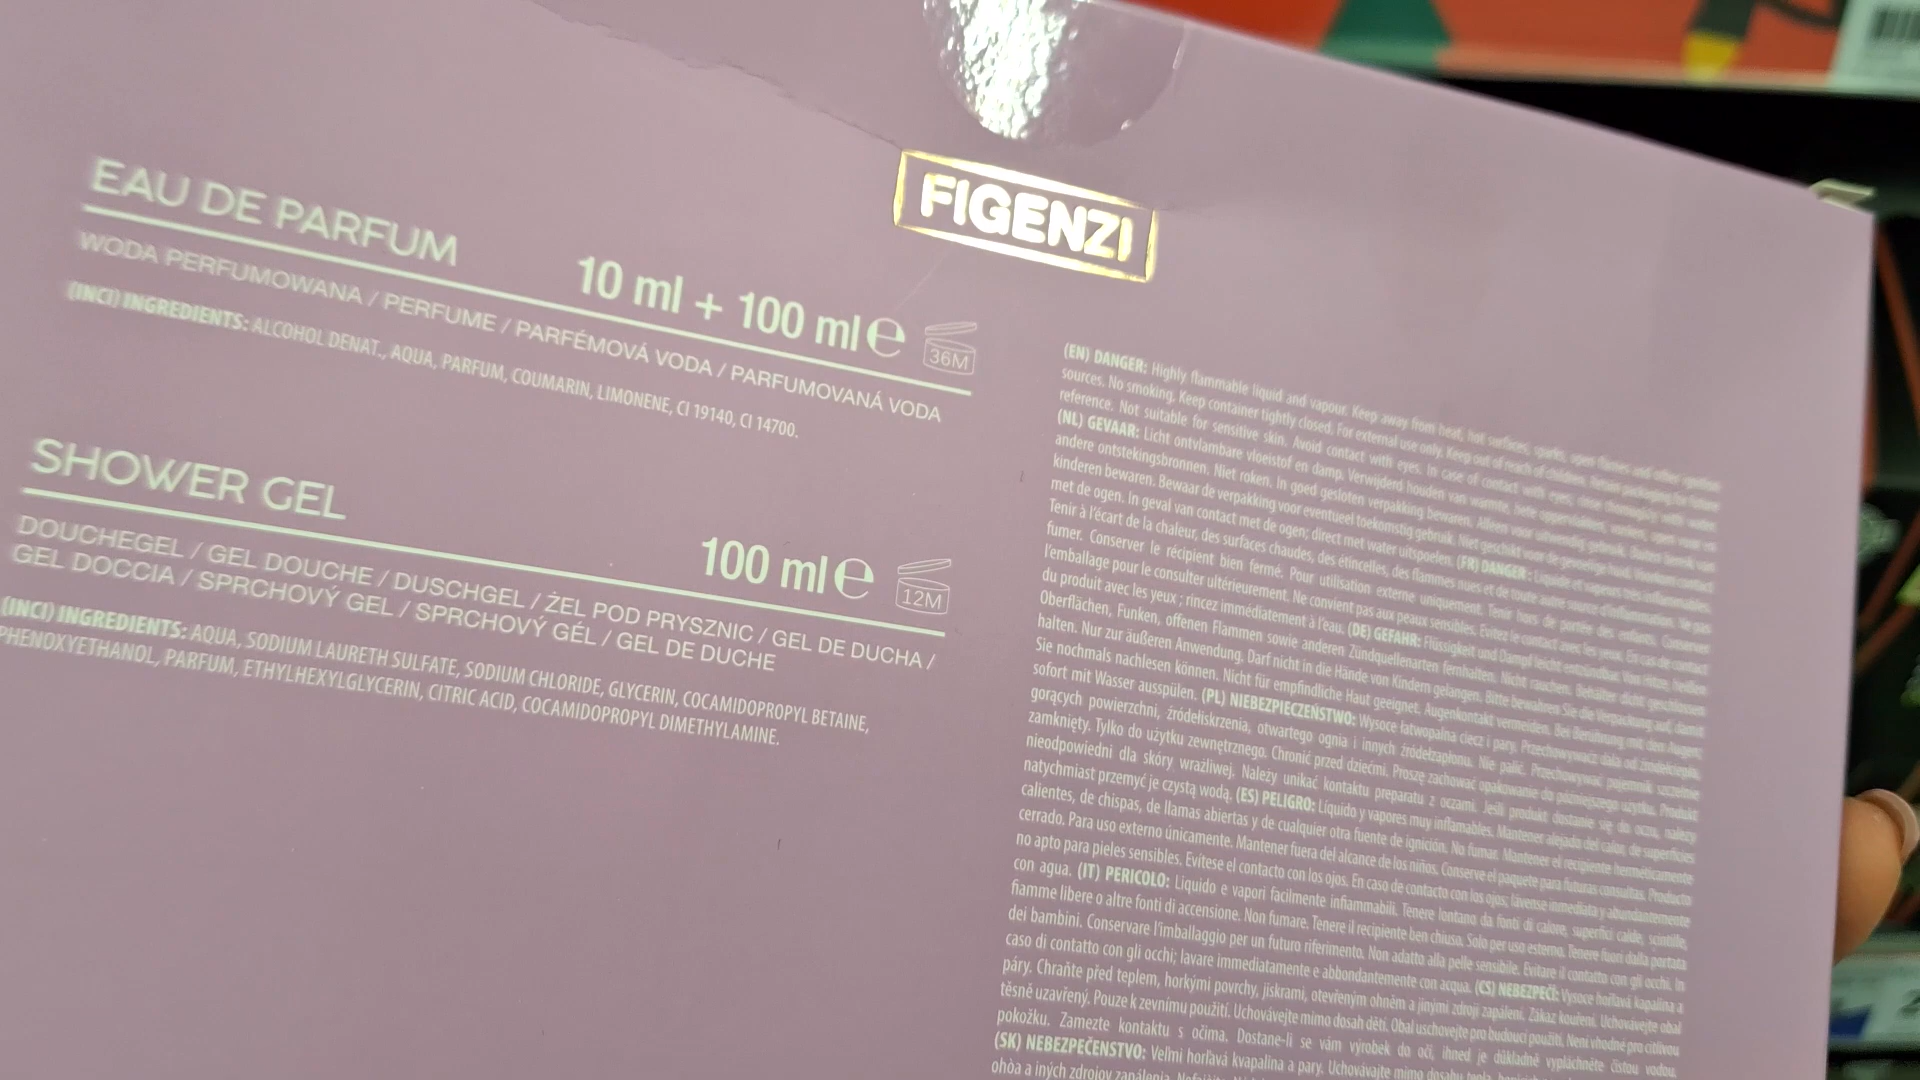 FIGENZI
EAU DE PARFUM
10 ml + 100 ml e
36M
WODA PERFUMOWANA / PERFUME / PARFÉMOVÁ VODA / PARFUMOVANÁ VODA
(INCI) INGREDIENTS: ALCOHOL DENAT., AQUA, PARFUM, COUMARIN, LIMONENE, CI 19140, CI 14700.
SHOWER GEL
100 ml e
12M
DOUCHEGEL / GEL DOUCHE / DUSCHGEL / ŻEL POD PRYSZNIC / GEL DE DUCHA /
GEL DOCCIA / SPRCHOVÝ GEL / SPRCHOVÝ GÉL / GEL DE DUCHE
(INCI) INGREDIENTS: AQUA, SODIUM LAURETH SULFATE, SODIUM CHLORIDE, GLYCERIN, COCAMIDOPROPYL BETAINE,
PHENOXYETHANOL, PARFUM, ETHYLHEXYLGLYCERIN, CITRIC ACID, COCAMIDOPROPYL DIMETHYLAMINE.
(EN) DANGER: Highly flammable liquid and vapour. Keep away from heat, hot surfaces, sparks, open flames and other ignition
sources. No smoking. Keep container tightly closed. For external use only. Keep out of reach of children. Retain packaging for future
reference. Not suitable for sensitive skin. Avoid contact with eyes. In case of contact with eyes, rinse thoroughly with water.
(NL) GEVAAR: Licht ontvlambare vloeistof en damp. Verwijderd houden van warmte, hete oppervlakken, vonken, open vuur en
andere ontstekingsbronnen. Niet roken. In goed gesloten verpakking bewaren. Alleen voor uitwendig gebruik. Buiten bereik van
kinderen bewaren. Bewaar de verpakking voor eventueel toekomstig gebruik. Niet geschikt voor de gevoelige huid. Voorkom contact
met de ogen. In geval van contact met de ogen; direct met water uitspoelen. (FR) DANGER : Liquide et vapeurs très inflammables.
Tenir à l'écart de la chaleur, des surfaces chaudes, des étincelles, des flammes nues et de toute autre source d'inflammation. Ne pas
fumer. Conserver le récipient bien fermé. Pour utilisation externe uniquement. Tenir hors de portée des enfants. Conserver
l'emballage pour le consulter ultérieurement. Ne convient pas aux peaux sensibles. Evitez le contact avec les yeux. En cas de contact
du produit avec les yeux ; rincez immédiatement à l'eau. (DE) GEFAHR: Flüssigkeit und Dampf leicht entzündbar. Von Hitze, heißen
Oberflächen, Funken, offenen Flammen sowie anderen Zündquellenarten fernhalten. Nicht rauchen. Behälter dicht geschlossen
halten. Nur zur äußeren Anwendung. Darf nicht in die Hände von Kindern gelangen. Bitte bewahren Sie die Verpackung auf, damit
Sie nochmals nachlesen können. Nicht für empfindliche Haut geeignet. Augenkontakt vermeiden. Bei Berührung mit den Augen;
sofort mit Wasser ausspülen. (PL) NIEBEZPIECZEŃSTWO: Wysoce łatwopalna ciecz i pary. Przechowywać z dala od źródeł ciepła,
gorących powierzchni, źródeł iskrzenia, otwartego ognia i innych źródeł zapłonu. Nie palić. Przechowywać pojemnik szczelnie
zamknięty. Tylko do użytku zewnętrznego. Chronić przed dziećmi. Proszę zachować opakowanie do późniejszego użytku. Produkt
nieodpowiedni dla skóry wrażliwej. Należy unikać kontaktu preparatu z oczami. Jeśli produkt dostanie się do oczu, należy
natychmiast przemyć je czystą wodą. (ES) PELIGRO: Líquido y vapores muy inflamables. Mantener alejado del calor, de superficies
calientes, de chispas, de llamas abiertas y de cualquier otra fuente de ignición. No fumar. Mantener el recipiente herméticamente
cerrado. Para uso externo únicamente. Mantener fuera del alcance de los niños. Conserve el paquete para futuras consultas. Producto
no apto para pieles sensibles. Evítese el contacto con los ojos. En caso de contacto con los ojos; lávense inmediata y abundantemente
con agua. (IT) PERICOLO: Liquido e vapori facilmente infiammabili. Tenere lontano da fonti di calore, superfici calde, scintille,
fiamme libere o altre fonti di accensione. Non fumare. Tenere il recipiente ben chiuso. Solo per uso esterno. Tenere fuori dalla portata
dei bambini. Conservare l'imballaggio per un futuro riferimento. Non adatto alla pelle sensibile. Evitare il contatto con gli occhi. In
caso di contatto con gli occhi; lavare immediatamente e abbondantemente con acqua. (CS) NEBEZPEČÍ: Vysoce hořlavá kapalina a
páry. Chraňte před teplem, horkými povrchy, jiskrami, otevřeným ohněm a jinými zdroji zapálení. Zákaz kouření. Uchovávejte obal
těsně uzavřený. Pouze k zevnímu použití. Uchovávejte mimo dosah dětí. Obal uschovejte pro budoucí použití. Není vhodné pro citlivou
pokožku. Zamezte kontaktu s očima. Dostane-li se vám výrobek do očí, ihned je důkladně vypláchněte čistou vodou.
(SK) NEBEZPEČENSTVO: Veľmi horľavá kvapalina a pary. Uchovávajte mimo dosahu tepla,
ohňa a iných zdrojov zapálenia.